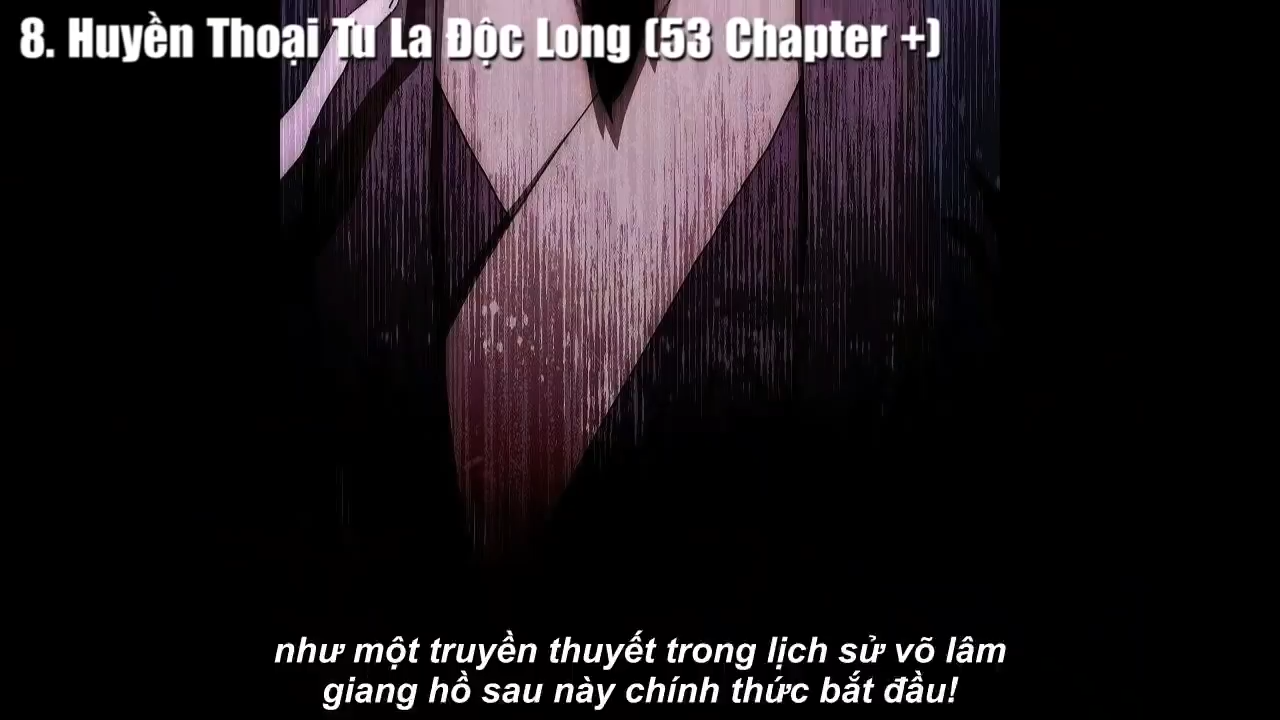 8. Huyền Thoại Tu La Độc Long (53 Chapter +)
như một truyền thuyết trong lịch sử võ lâm
giang hồ sau này chính thức bắt đầu!